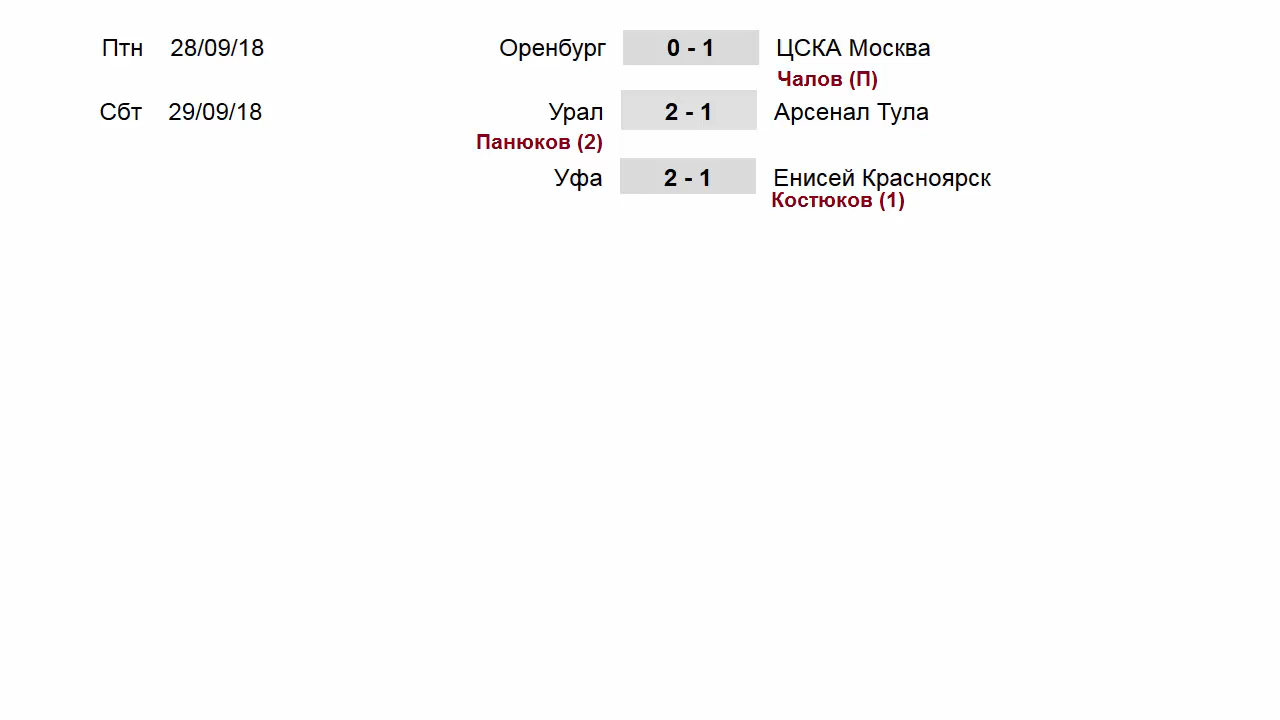 Птн 28/09/18 Оренбург 0 - 1 ЦСКА Москва
Чалов (П)
Сбт 29/09/18 Урал 2 - 1 Арсенал Тула
Панюков (2)
Уфа 2 - 1 Енисей Красноярск
Костюков (1)